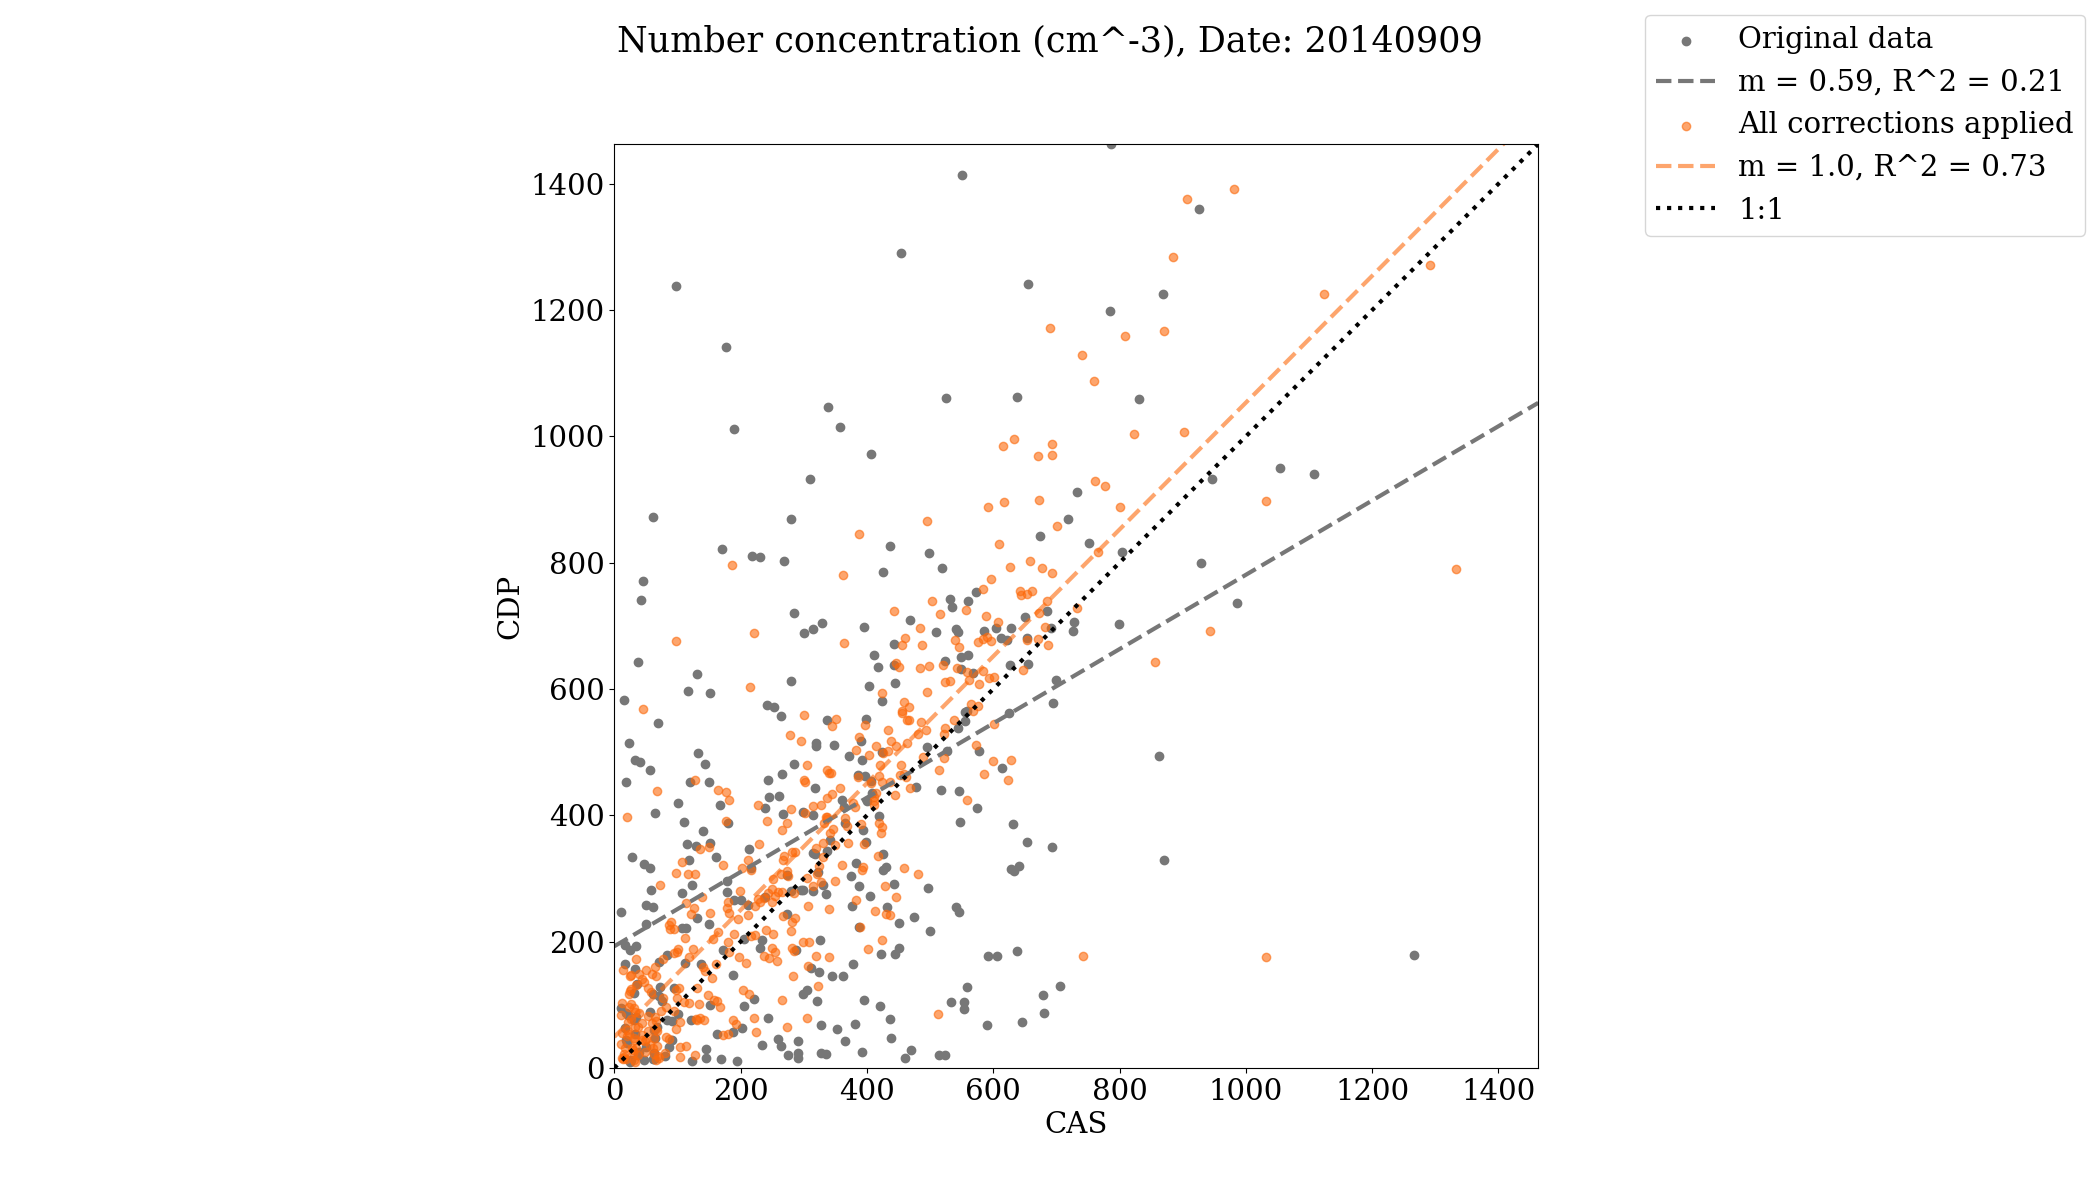 Number concentration (cm^-3), Date: 20140909
Original data
m = 0.59, R^2 = 0.21
All corrections applied
m = 1.0, R^2 = 0.73
1:1
1400
1200
1000
800
600
400
200
0
CDP
0 200 400 600 800 1000 1200 1400
CAS